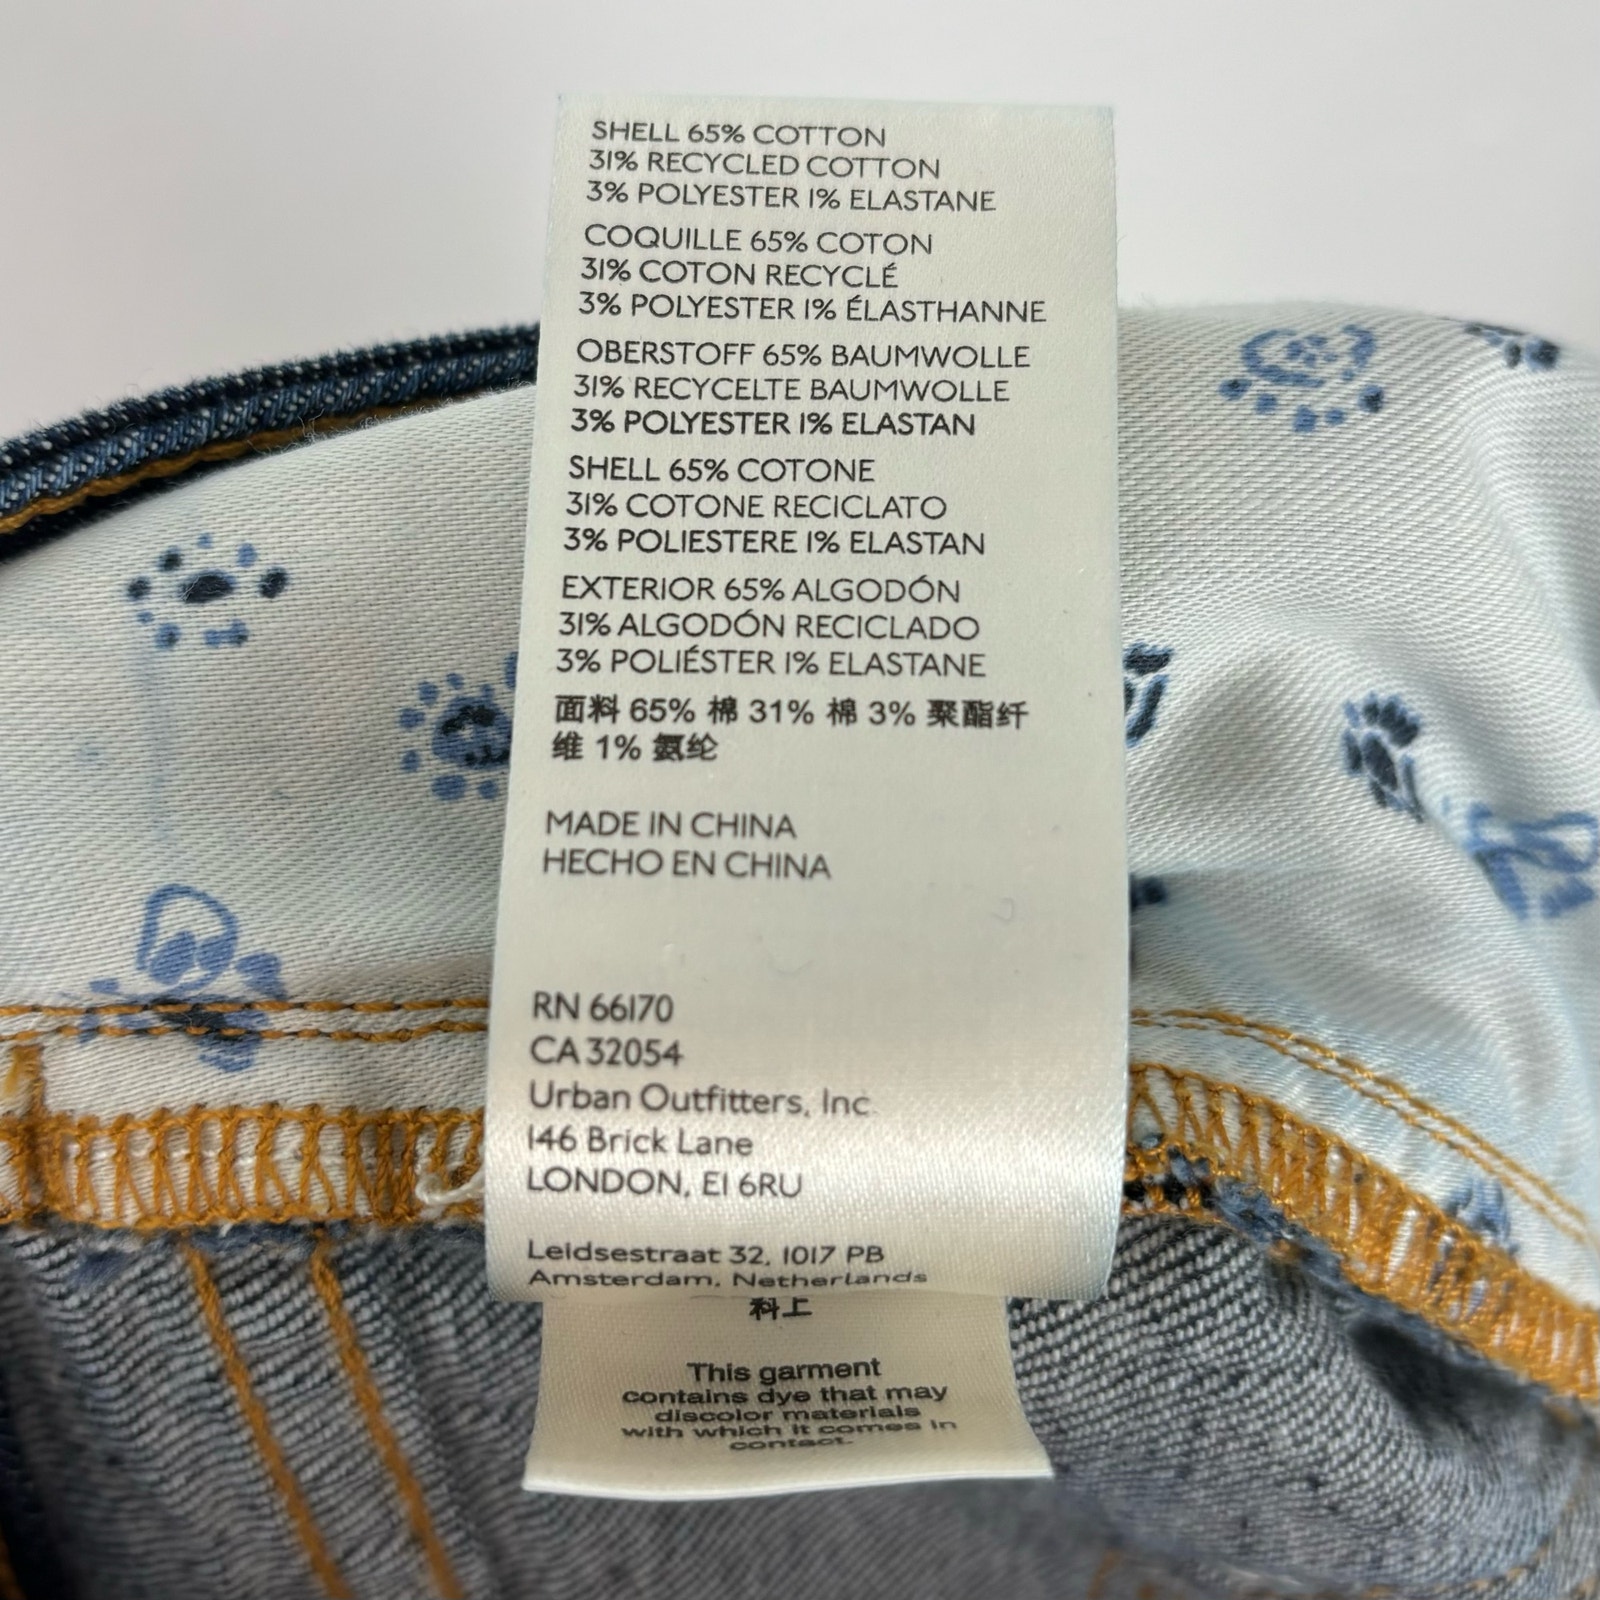 SHELL 65% COTTON
31% RECYCLED COTTON
3% POLYESTER 1% ELASTANE
COQUILLE 65% COTON
31% COTON RECYCLÉ
3% POLYESTER 1% ÉLASTHANNE
OBERSTOFF 65% BAUMWOLLE
31% RECYCELTE BAUMWOLLE
3% POLYESTER 1% ELASTAN
SHELL 65% COTONE
31% COTONE RECICLATO
3% POLIESTERE 1% ELASTAN
EXTERIOR 65% ALGODÓN
31% ALGODÓN RECICLADO
3% POLIÉSTER 1% ELASTANE
面料 65% 棉 31% 棉 3% 聚酯纤
维 1% 氨纶
MADE IN CHINA
HECHO EN CHINA
RN 66170
CA 32054
Urban Outfitters, Inc.
146 Brick Lane
LONDON, E1 6RU
Leidsestraat 32, 1017 PB
Amsterdam, Netherlands
料上
This garment
contains dye that may
discolor materials
with which it comes in
contact.